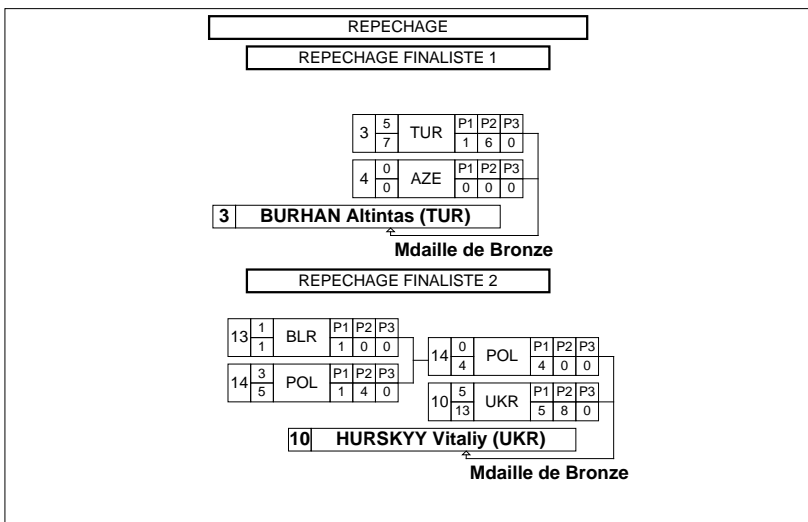 REPECHAGE
REPECHAGE FINALISTE 1
3 5 7 TUR P1 P2 P3
1 6 0
4 0 0 AZE P1 P2 P3
0 0 0
3 BURHAN Altintas (TUR)
Mdaille de Bronze
REPECHAGE FINALISTE 2
13 1 1 BLR P1 P2 P3
1 0 0
14 3 5 POL P1 P2 P3
1 4 0
14 0 4 POL P1 P2 P3
4 0 0
10 5 13 UKR P1 P2 P3
5 8 0
10 HURSKYY Vitaliy (UKR)
Mdaille de Bronze